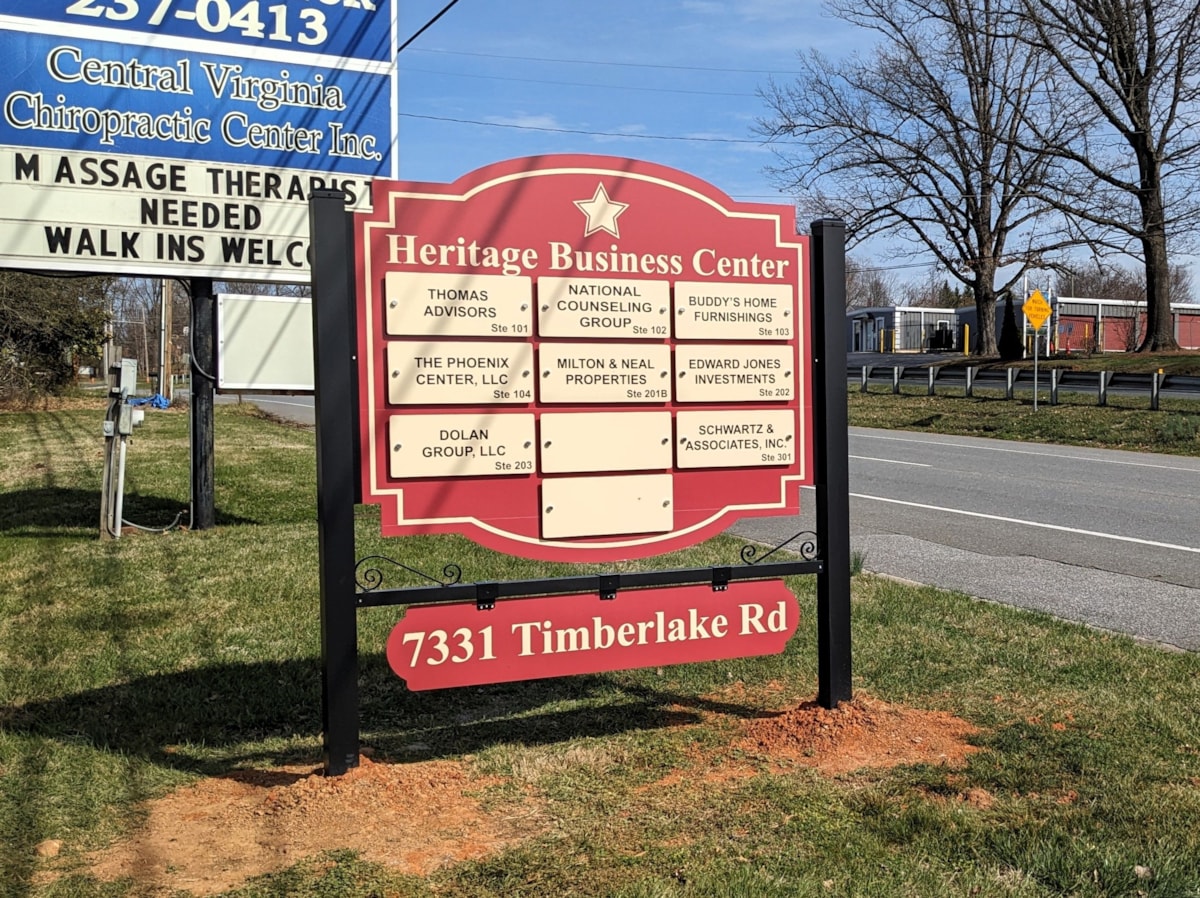 237-0413
Central Virginia
Chiropractic Center Inc.
MASSAGE THERAPIST
NEEDED
WALK INS WELCO
Heritage Business Center
THOMAS
ADVISORS
Ste 101
NATIONAL
COUNSELING
GROUP
Ste 102
BUDDY'S HOME
FURNISHINGS
Ste 103
THE PHOENIX
CENTER, LLC
Ste 104
MILTON & NEAL
PROPERTIES
Ste 201B
EDWARD JONES
INVESTMENTS
Ste 202
DOLAN
GROUP, LLC
Ste 203
SCHWARTZ &
ASSOCIATES, INC.
Ste 301
7331 Timberlake Rd